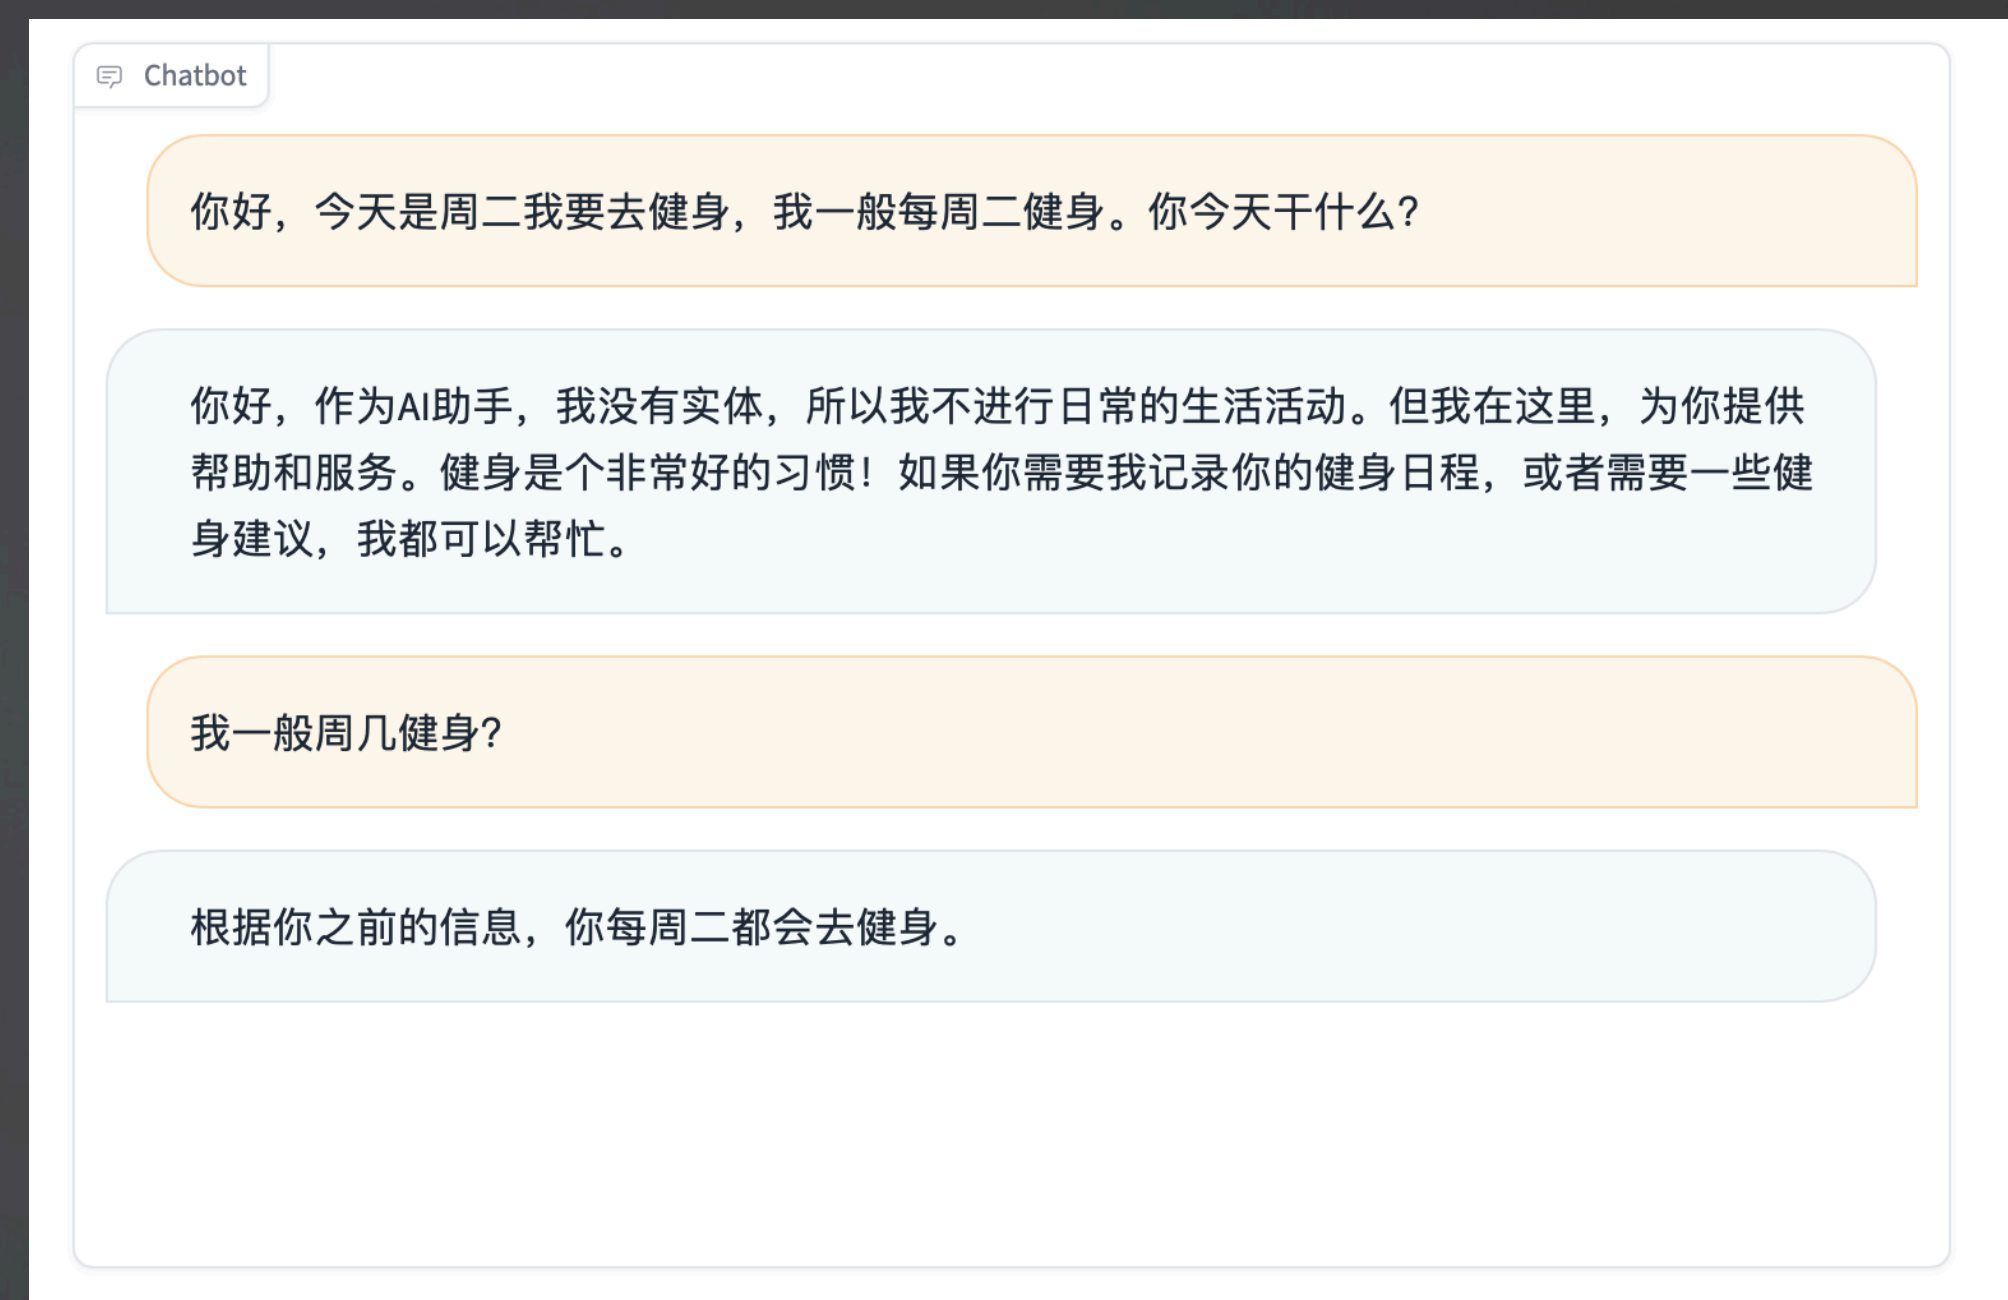 Chatbot
你好，今天是周二我要去健身，我一般每周二健身。你今天干什么？
你好，作为AI助手，我没有实体，所以我不进行日常的生活活动。但我在这里，为你提供
帮助和服务。健身是个非常好的习惯！如果你需要我记录你的健身日程，或者需要一些健
身建议，我都可以帮忙。
我一般周几健身？
根据你之前的信息，你每周二都会去健身。